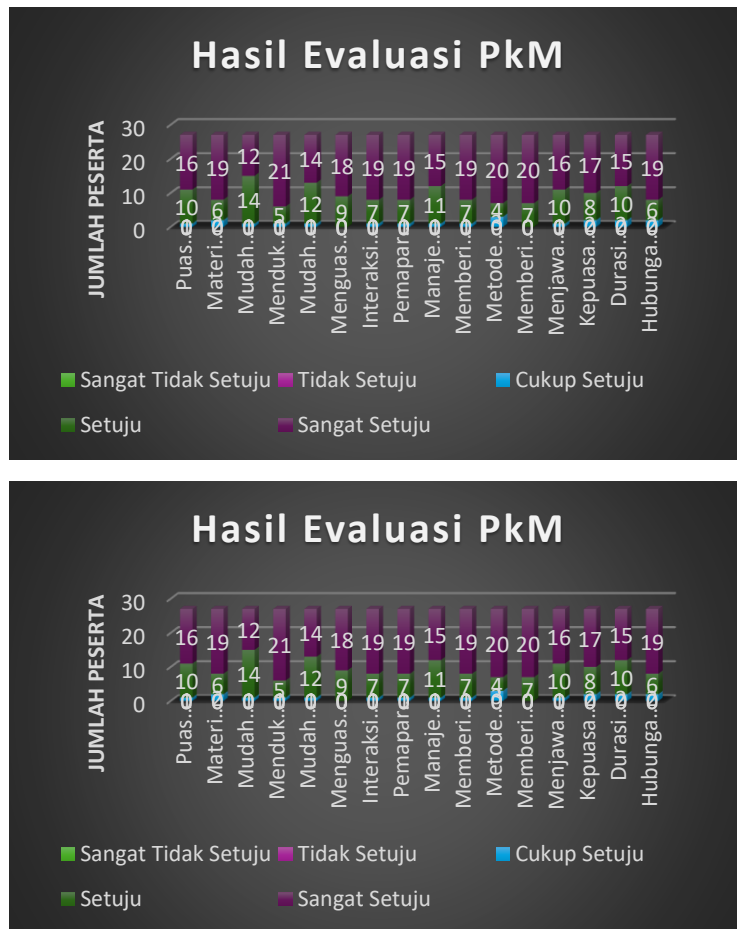 Hasil Evaluasi PkM
JUMLAH PESERTA
30
20
10
0
16 19 12 21 14 18 19 19 15 19 20 20 16 17 15 19
10 6 14 5 12 9 7 7 11 7 4 7 10 8 10 6
Puas…
Materi…
Mudah…
Menduk…
Mudah…
Menguas…
Interaksi…
Pemapar…
Manaje…
Memberi…
Metode…
Memberi…
Menjawa…
Kepuasa…
Durasi…
Hubunga…
Sangat Tidak Setuju Tidak Setuju Cukup Setuju
Setuju Sangat Setuju
Hasil Evaluasi PkM
JUMLAH PESERTA
30
20
10
0
16 19 12 21 14 18 19 19 15 19 20 20 16 17 15 19
10 6 14 5 12 9 7 7 11 7 4 7 10 8 10 6
Puas…
Materi…
Mudah…
Menduk…
Mudah…
Menguas…
Interaksi…
Pemapar…
Manaje…
Memberi…
Metode…
Memberi…
Menjawa…
Kepuasa…
Durasi…
Hubunga…
Sangat Tidak Setuju Tidak Setuju Cukup Setuju
Setuju Sangat Setuju